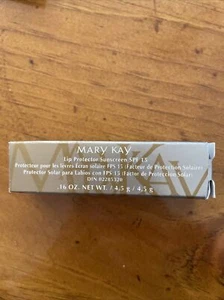 MARY KAY
Lip Protector Sunscreen SPF 15
Protecteur pour les lèvres Écran solaire FPS 15 (Facteur de Protection Solaire)
Protector Solar para Labios con FPS 15 (Factor de Protección Solar)
DIN 02285320
.16 OZ. NET WT. / 4,5 g / 4.5 g